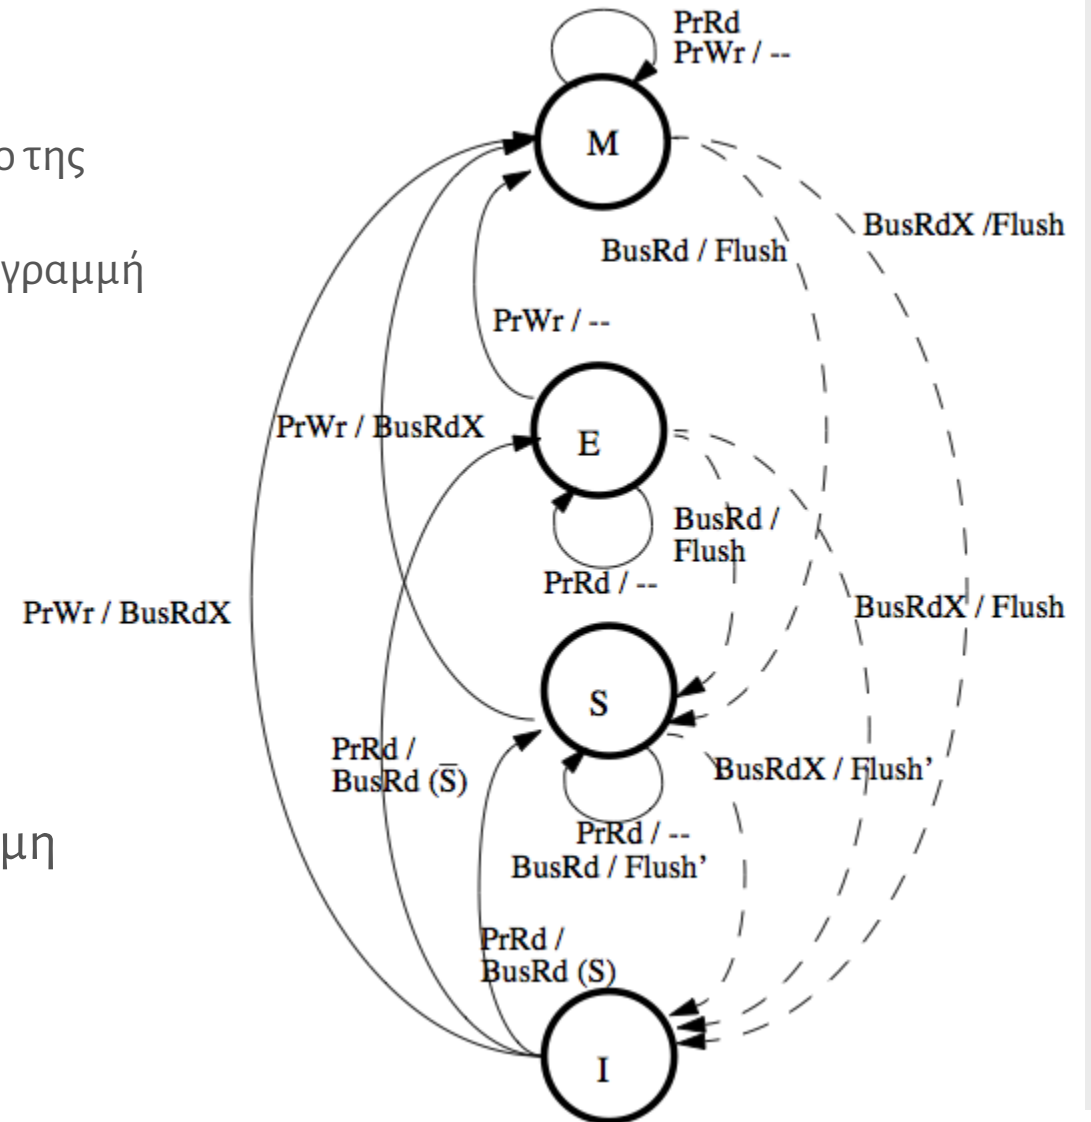 PrRd
PrWr / --
M
ο της
BusRdX /Flush
BusRd / Flush
γραμμή
PrWr / --
PrWr / BusRdX
E
BusRd /
Flush
PrRd / --
PrWr / BusRdX
BusRdX / Flush
S
PrRd /
BusRd (S̅)
BusRdX / Flush’
PrRd / --
BusRd / Flush’
μη
PrRd /
BusRd (S)
I